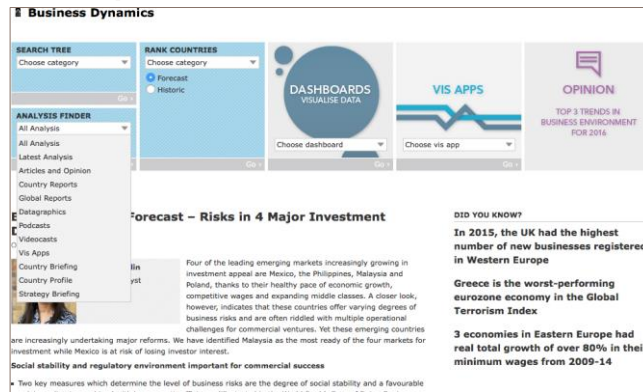 Business Dynamics
SEARCH TREE
Choose category
Go ›
RANK COUNTRIES
Choose category
Forecast
Historic
Go ›
ANALYSIS FINDER
All Analysis
All Analysis
Latest Analysis
Articles and Opinion
Country Reports
Global Reports
Datagraphics
Podcasts
Videocasts
Vis Apps
Country Briefing
Country Profile
Strategy Briefing
DASHBOARDS
VISUALISE DATA
Choose dashboard
Go ›
VIS APPS
Choose vis app
Go ›
OPINION
TOP 3 TRENDS IN
BUSINESS ENVIRONMENT
FOR 2016
Forecast – Risks in 4 Major Investment
Four of the leading emerging markets increasingly growing in
investment appeal are Mexico, the Philippines, Malaysia and
Poland, thanks to their healthy pace of economic growth,
competitive wages and expanding middle classes. A closer look,
however, indicates that these countries offer varying degrees of
business risks and are often riddled with multiple operational
challenges for commercial ventures. Yet these emerging countries
are increasingly undertaking major reforms. We have identified Malaysia as the most ready of the four markets for
investment while Mexico is at risk of losing investor interest.
Social stability and regulatory environment important for commercial success
• Two key measures which determine the level of business risks are the degree of social stability and a favourable
DID YOU KNOW?
In 2015, the UK had the highest
number of new businesses registered
in Western Europe
Greece is the worst-performing
eurozone economy in the Global
Terrorism Index
3 economies in Eastern Europe had
real total growth of over 80% in their
minimum wages from 2009-14